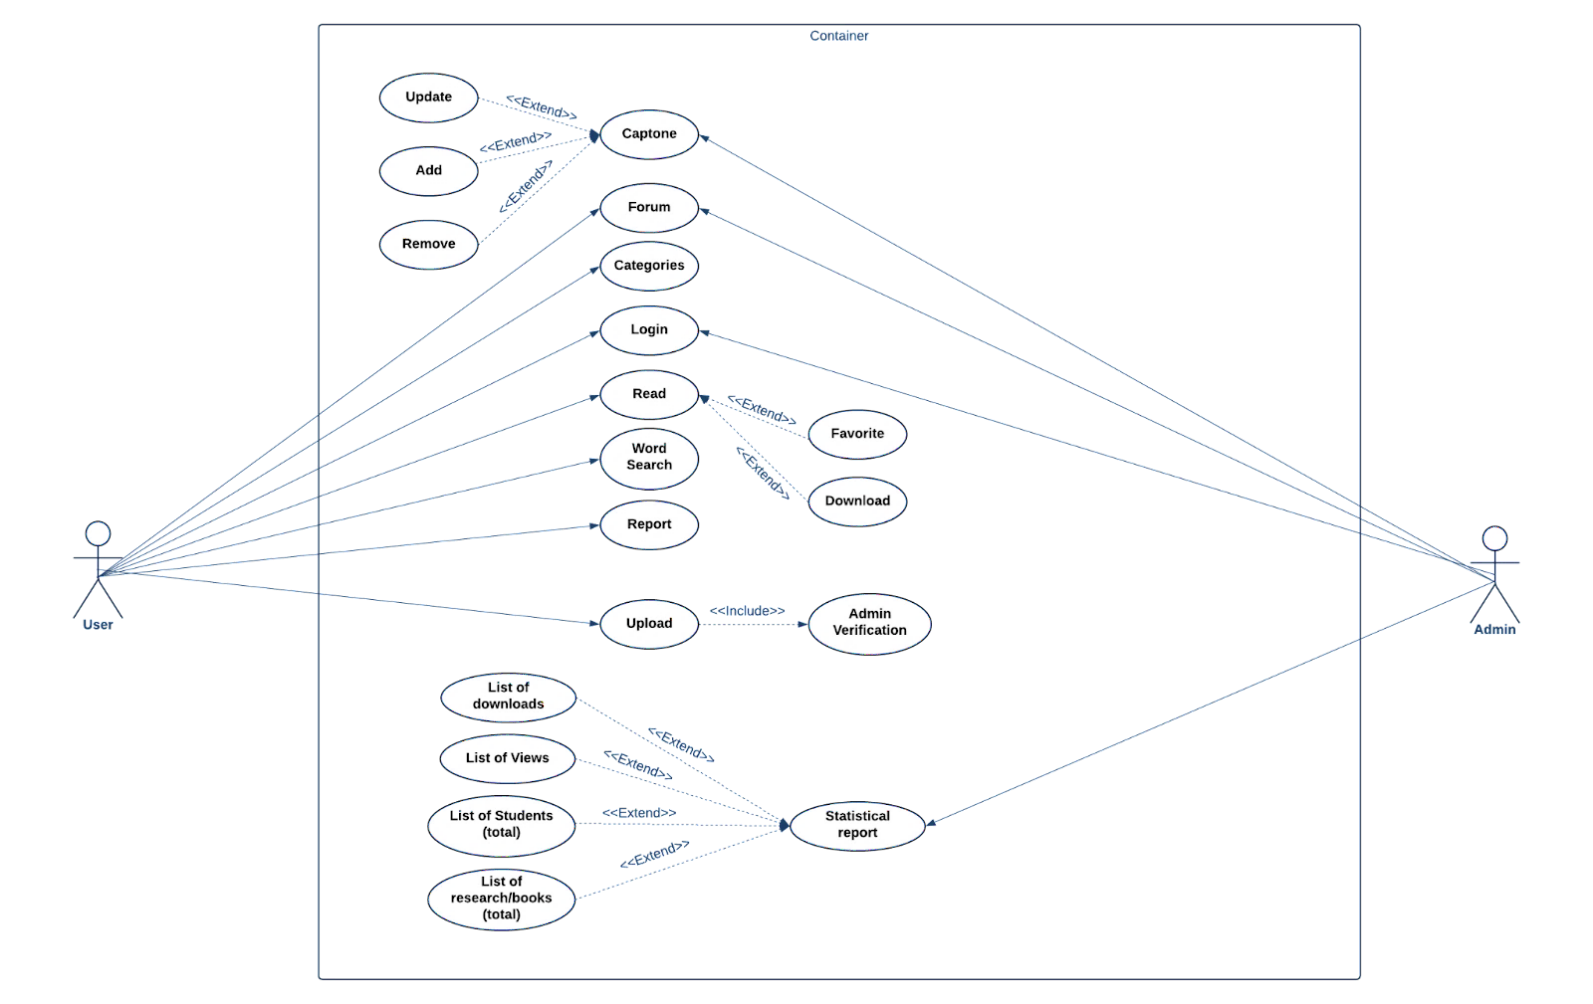 Container
Update
<<Extend>>
Captone
Add
<<Extend>>
Remove
<<Extend>>
Forum
Categories
Login
Read
<<Extend>>
Favorite
<<Extend>>
Download
Word
Search
Report
User
Admin
Upload
<<Include>>
Admin
Verification
List of
downloads
<<Extend>>
List of Views
<<Extend>>
List of Students
(total)
<<Extend>>
Statistical
report
List of
research/books
(total)
<<Extend>>